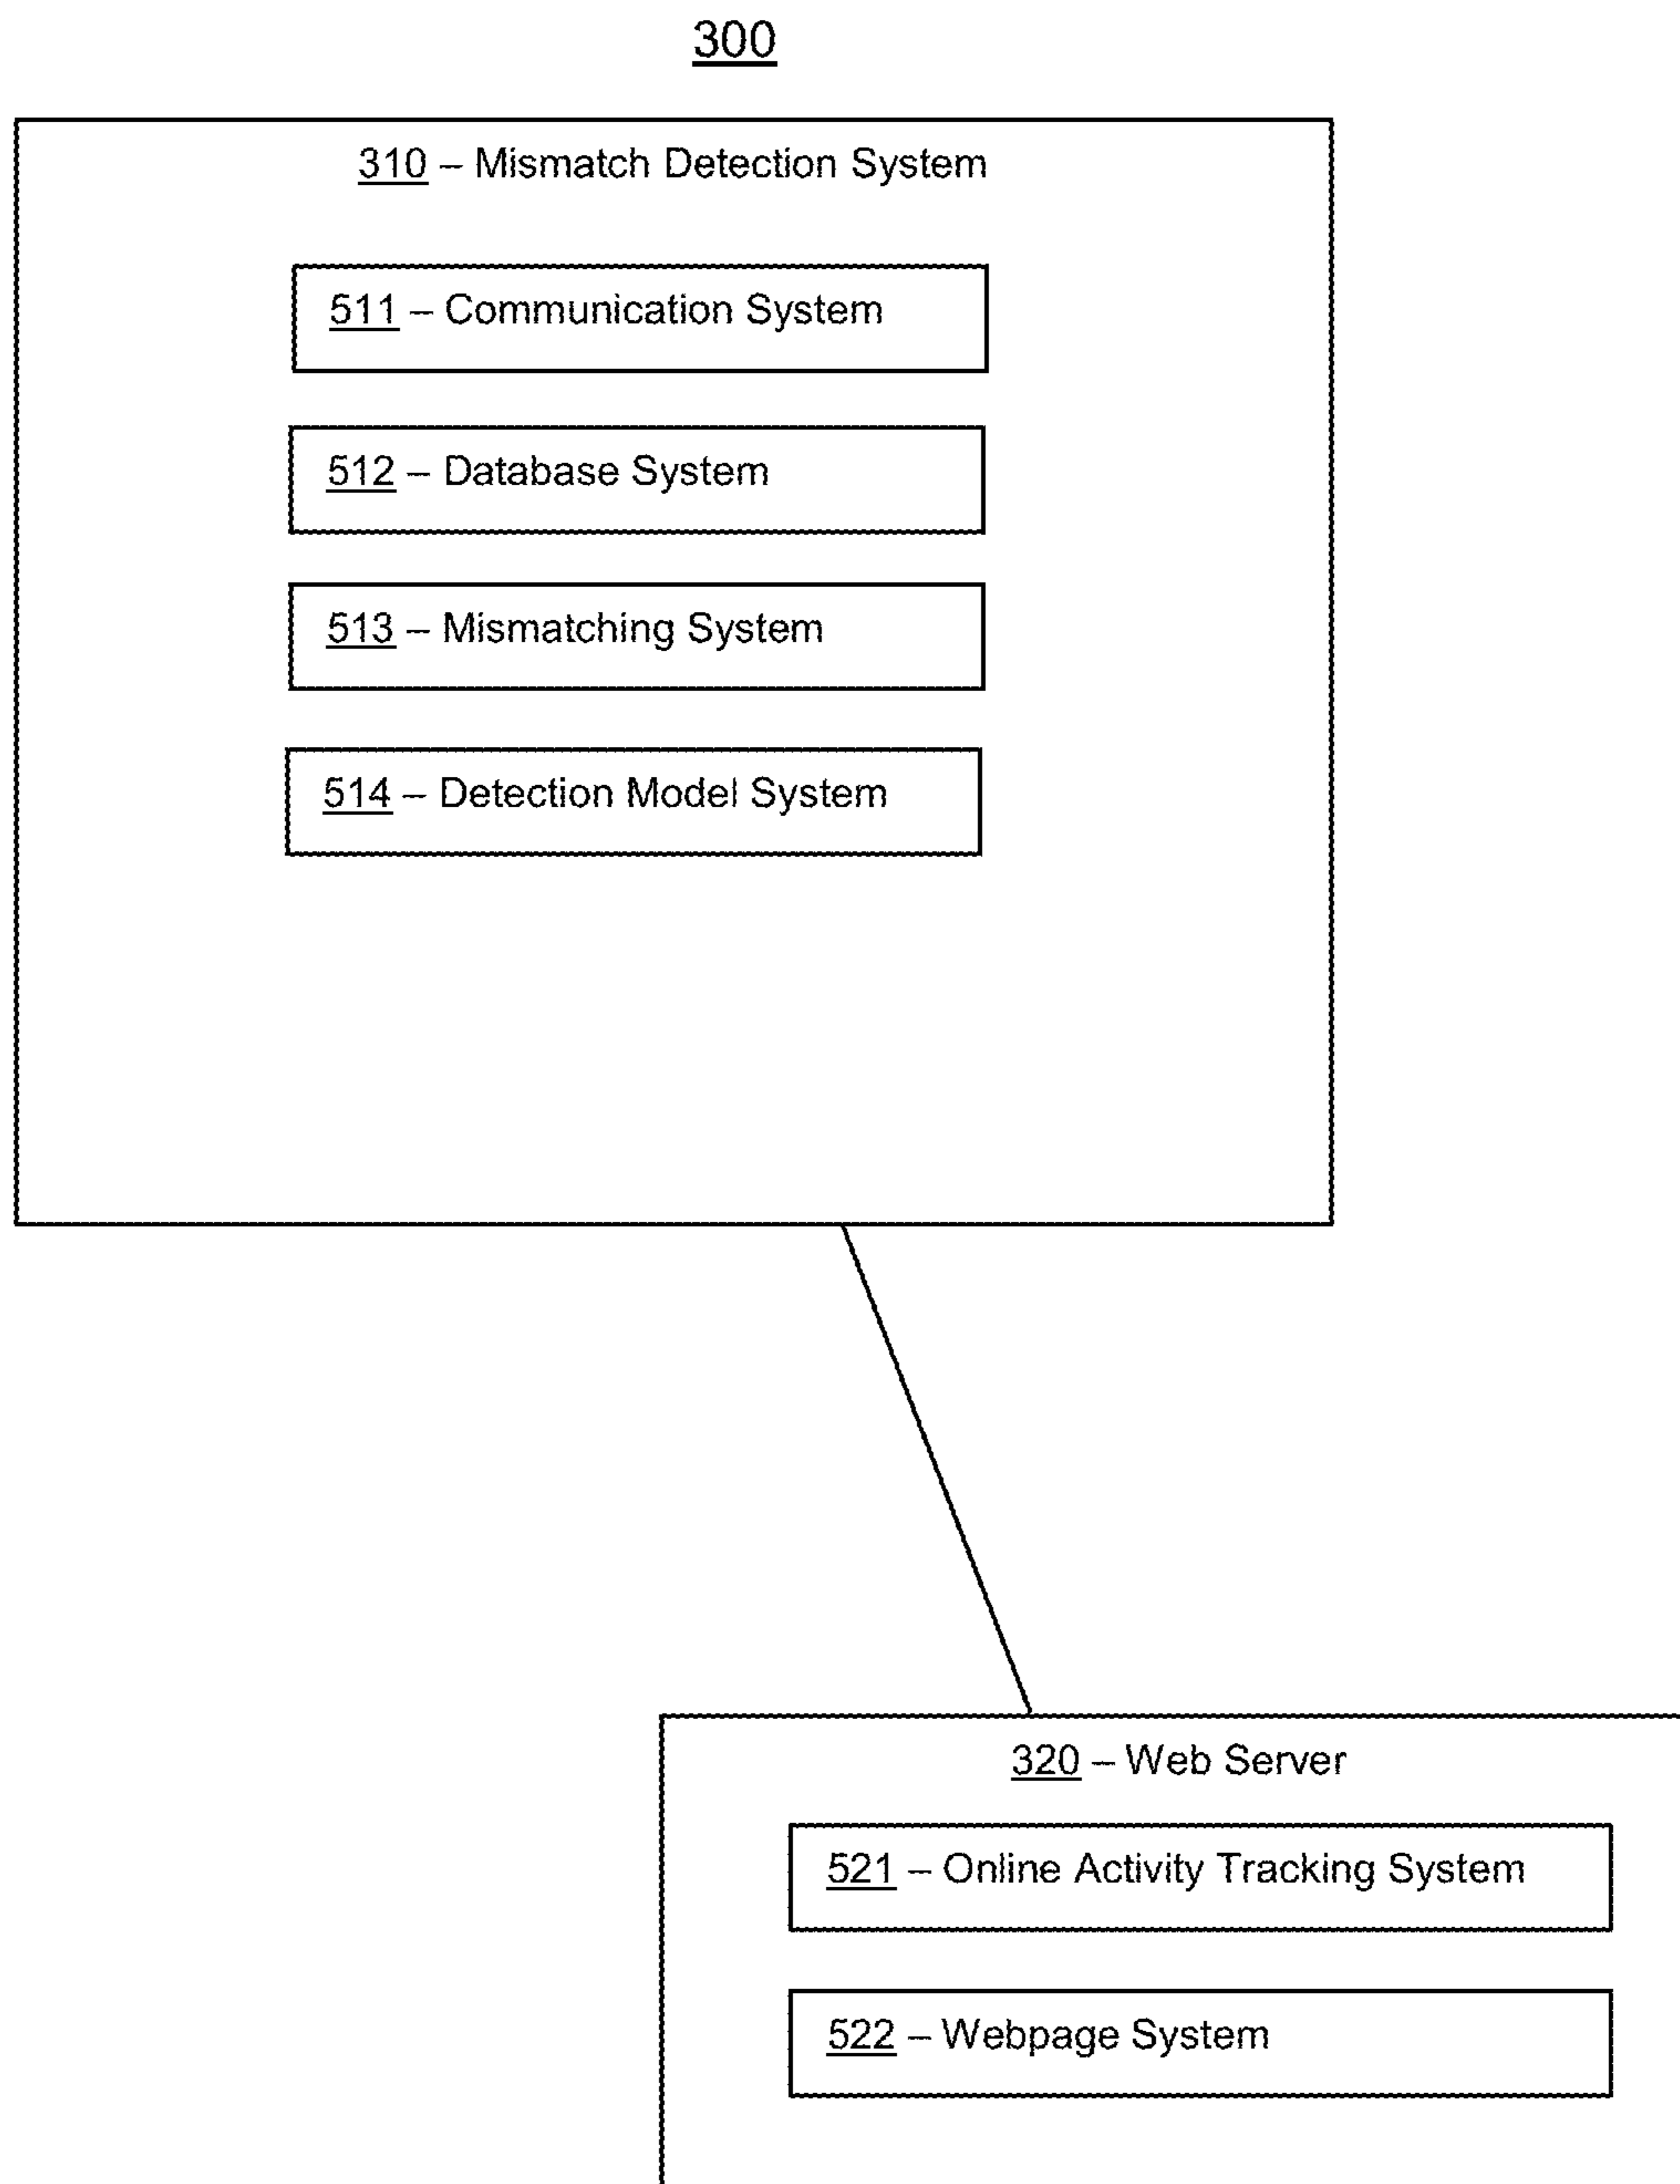 300
310 – Mismatch Detection System
511 – Communication System
512 – Database System
513 – Mismatching System
514 – Detection Model System
320 – Web Server
521 – Online Activity Tracking System
522 – Webpage System